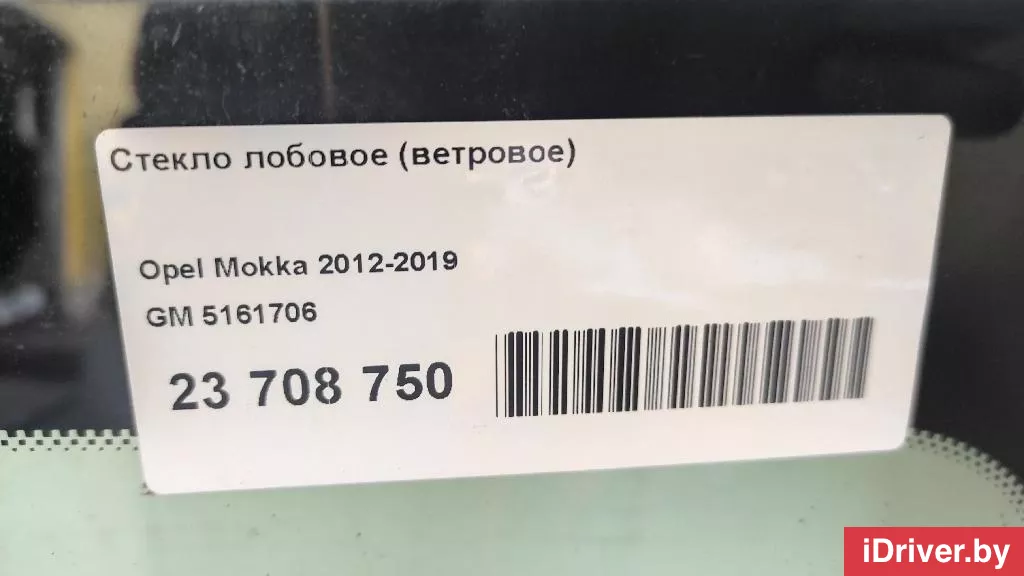 Стекло лобовое (ветровое)
Opel Mokka 2012-2019
GM 5161706
23 708 750
iDriver.by